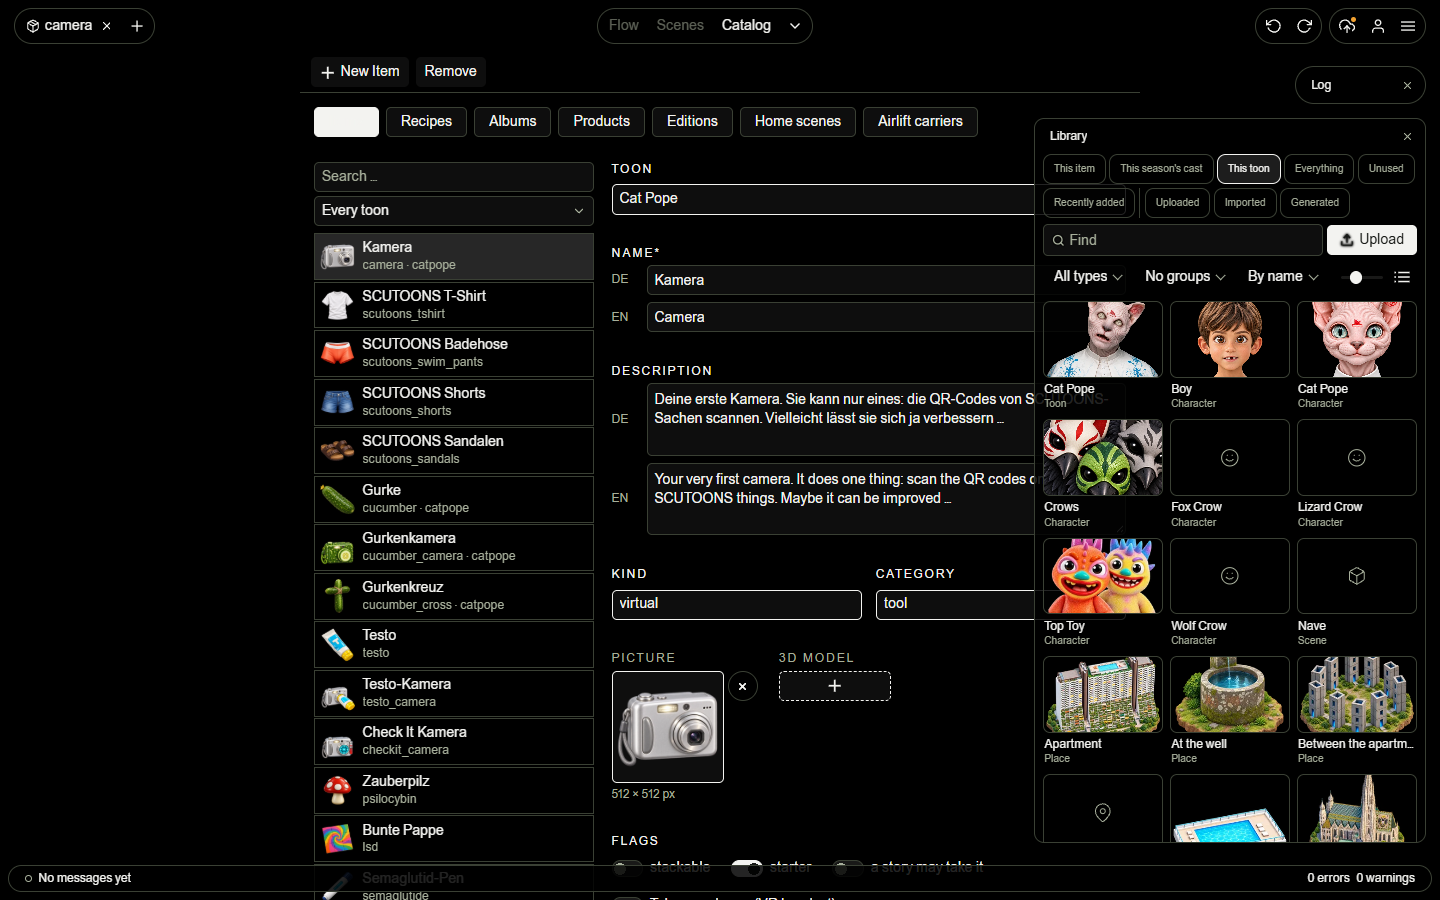 camera
Flow Scenes Catalog
New Item Remove
Log
Recipes Albums Products Editions Home scenes Airlift carriers
Library
This item This season's cast This toon Everything Unused
Recently added Uploaded Imported Generated
Find
Upload
All types No groups By name
Search ...
Every toon
Kamera
camera · catpope
SCUTOONS T-Shirt
scutoons_tshirt
SCUTOONS Badehose
scutoons_swim_pants
SCUTOONS Shorts
scutoons_shorts
SCUTOONS Sandalen
scutoons_sandals
Gurke
cucumber · catpope
Gurkenkamera
cucumber_camera · catpope
Gurkenkreuz
cucumber_cross · catpope
Testo
testo
Testo-Kamera
testo_camera
Check It Kamera
checkit_camera
Zauberpilz
psilocybin
Bunte Pappe
lsd
Semaglutid-Pen
semaglutide
TOON
Cat Pope
NAME*
DE
Kamera
EN
Camera
DESCRIPTION
DE
Deine erste Kamera. Sie kann nur eines: die QR-Codes von SCUTOONS-
Sachen scannen. Vielleicht lässt sie sich ja verbessern ...
EN
Your very first camera. It does one thing: scan the QR codes
SCUTOONS things. Maybe it can be improved ...
KIND
virtual
CATEGORY
tool
PICTURE
3D MODEL
512 × 512 px
FLAGS
stackable starter a story may take it
Cat Pope
Toon
Boy
Character
Cat Pope
Character
Crows
Character
Fox Crow
Character
Lizard Crow
Character
Top Toy
Character
Wolf Crow
Character
Nave
Scene
Apartment
Place
At the well
Place
Between the apartm...
Place
No messages yet
0 errors 0 warnings